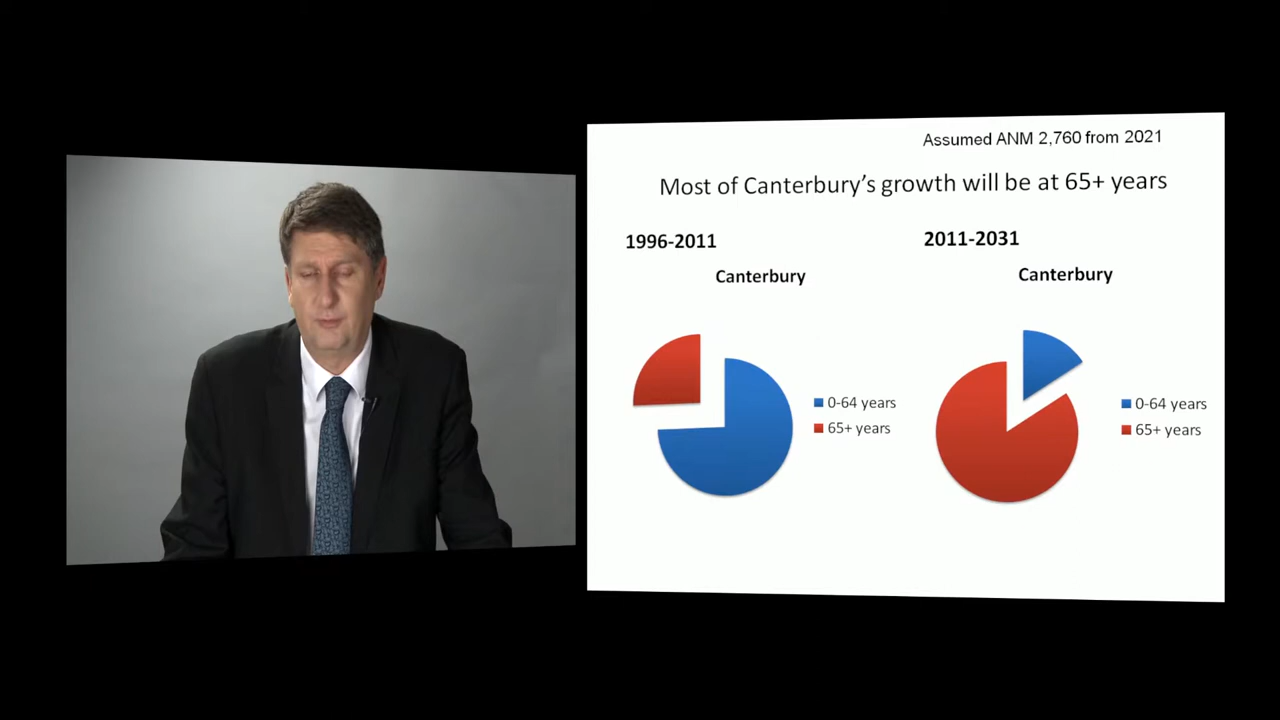 Assumed ANM 2,760 from 2021
Most of Canterbury's growth will be at 65+ years
1996-2011
Canterbury
0-64 years
65+ years
2011-2031
Canterbury
0-64 years
65+ years